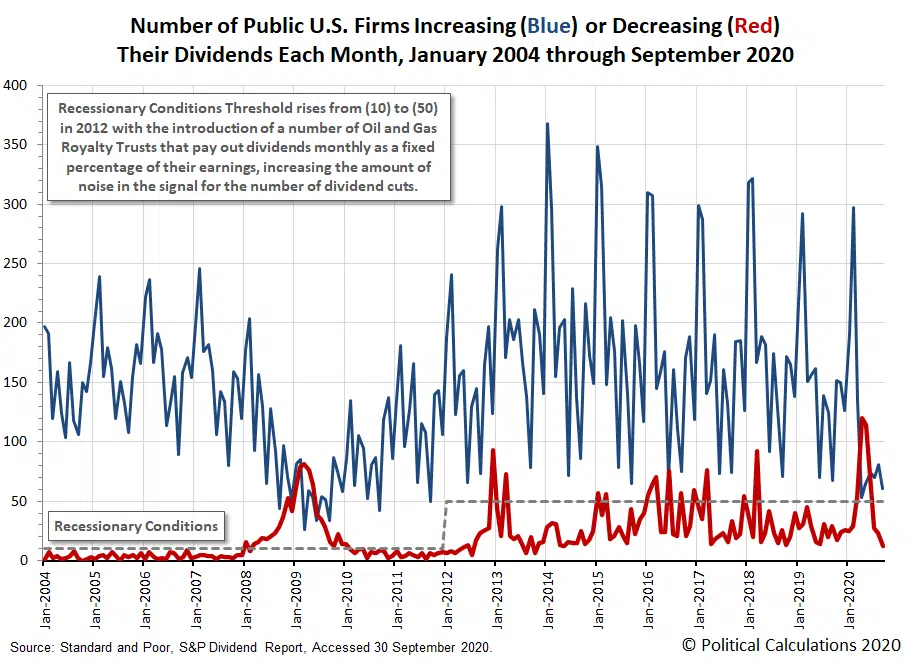 Number of Public U.S. Firms Increasing (Blue) or Decreasing (Red)
Their Dividends Each Month, January 2004 through September 2020
400
350
300
250
200
150
100
50
0
Recessionary Conditions Threshold rises from (10) to (50)
in 2012 with the introduction of a number of Oil and Gas
Royalty Trusts that pay out dividends monthly as a fixed
percentage of their earnings, increasing the amount of
noise in the signal for the number of dividend cuts.
Recessionary Conditions
Jan-2004
Jan-2005
Jan-2006
Jan-2007
Jan-2008
Jan-2009
Jan-2010
Jan-2011
Jan-2012
Jan-2013
Jan-2014
Jan-2015
Jan-2016
Jan-2017
Jan-2018
Jan-2019
Jan-2020
Source: Standard and Poor, S&P Dividend Report, Accessed 30 September 2020.
© Political Calculations 2020